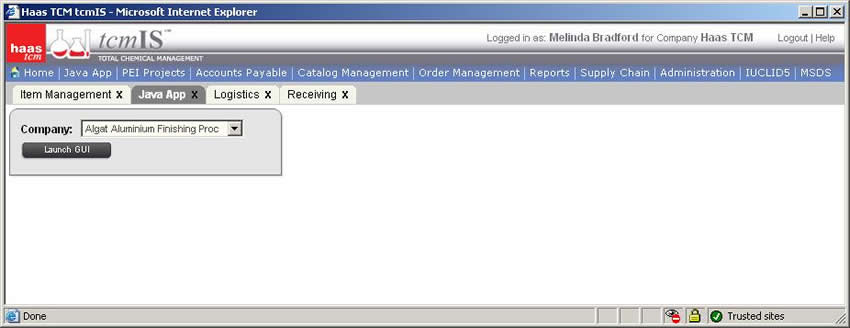 Haas TCM tcmIS - Microsoft Internet Explorer
haas tcm
tcmIS™
TOTAL CHEMICAL MANAGEMENT
Logged in as: Melinda Bradford for Company Haas TCM
Logout | Help
Home | Java App | PEI Projects | Accounts Payable | Catalog Management | Order Management | Reports | Supply Chain | Administration | IUCLID5 | MSDS
Item Management x Java App x Logistics x Receiving x
Company: Algat Aluminium Finishing Proc
Launch GUI
Done Trusted sites